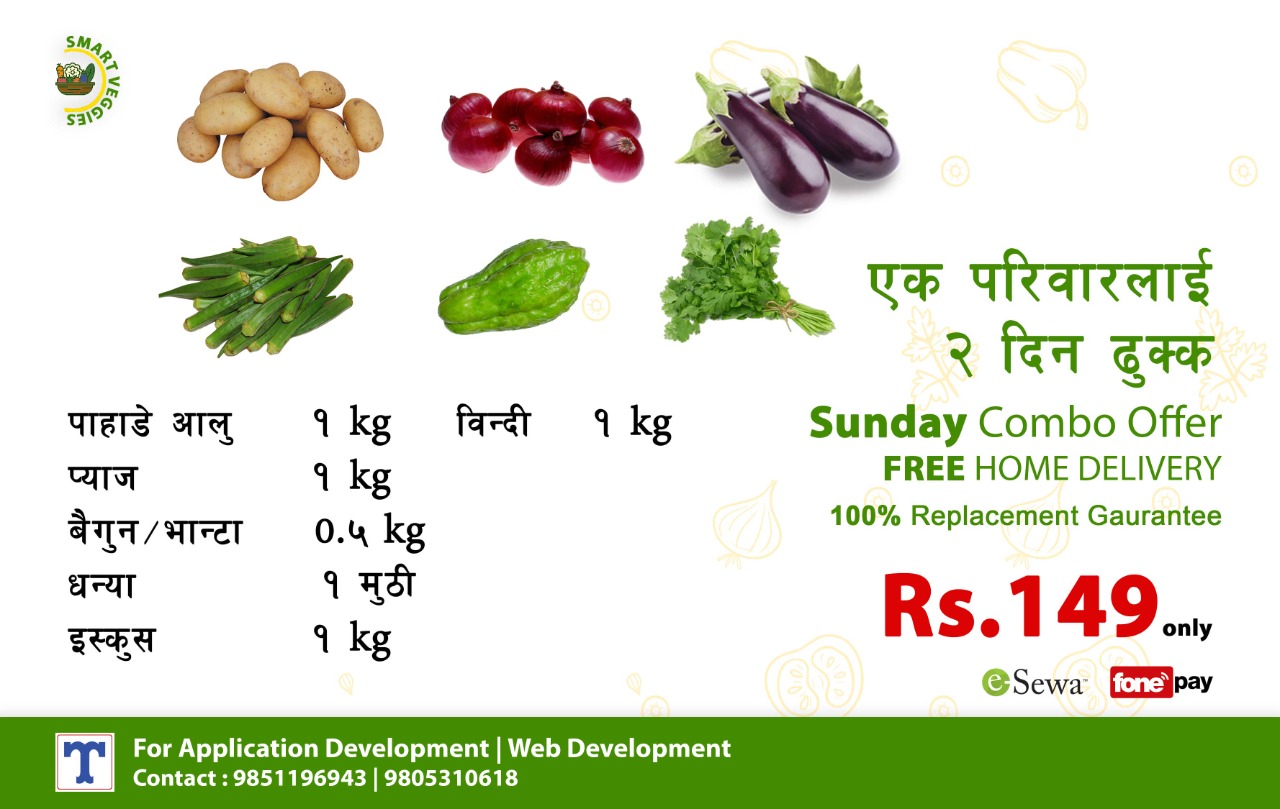 SMART VEGGIES
एक परिवारलाई
२ दिन ढुक्क
पाहाडे आलु १ kg विन्दी १ kg
प्याज १ kg
बैगुन/भान्टा 0.५ kg
धन्या १ मुठी
इस्कुस १ kg
Sunday Combo Offer
FREE HOME DELIVERY
100% Replacement Gaurantee
Rs.149 only
e-Sewa™ fonepay
T For Application Development | Web Development
Contact : 9851196943 | 9805310618